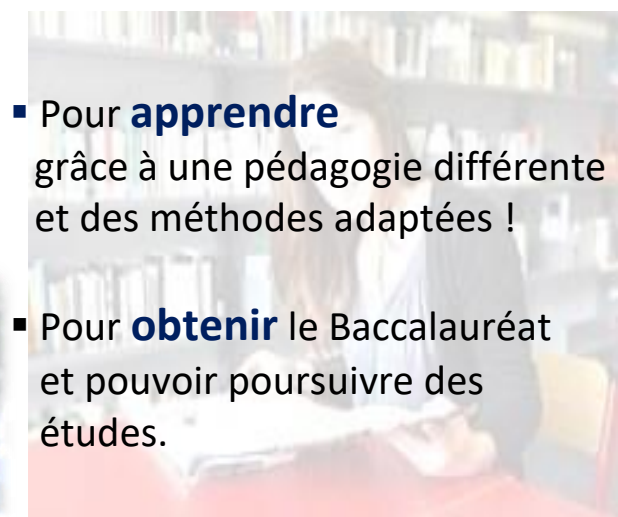 ▪ Pour apprendre
grâce à une pédagogie différente
et des méthodes adaptées !
▪ Pour obtenir le Baccalauréat
et pouvoir poursuivre des
études.